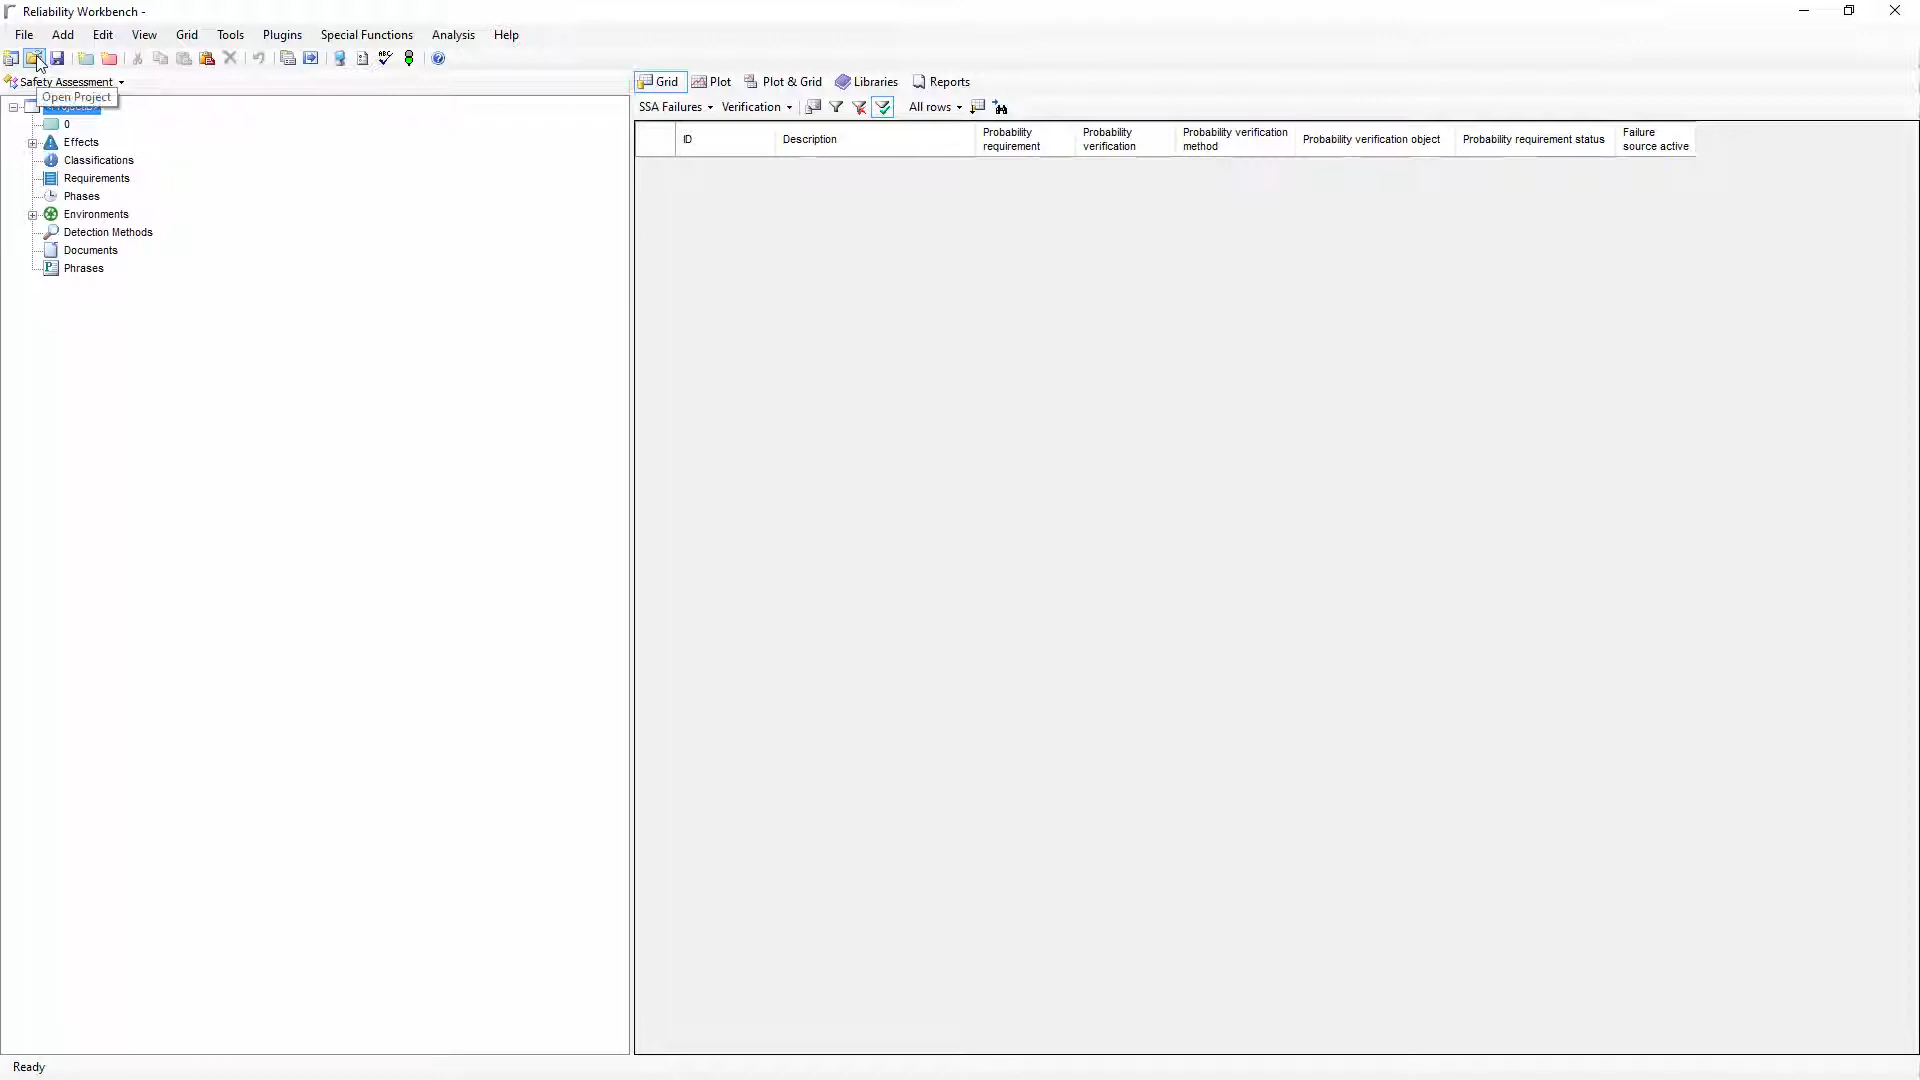 Reliability Workbench -
File Add Edit View Grid Tools Plugins Special Functions Analysis Help
Safety Assessment
Open Project
0
Effects
Classifications
Requirements
Phases
Environments
Detection Methods
Documents
Phrases
Grid Plot Plot & Grid Libraries Reports
SSA Failures Verification All rows
ID Description Probability requirement Probability verification Probability verification method Probability verification object Probability requirement status Failure source active
Ready